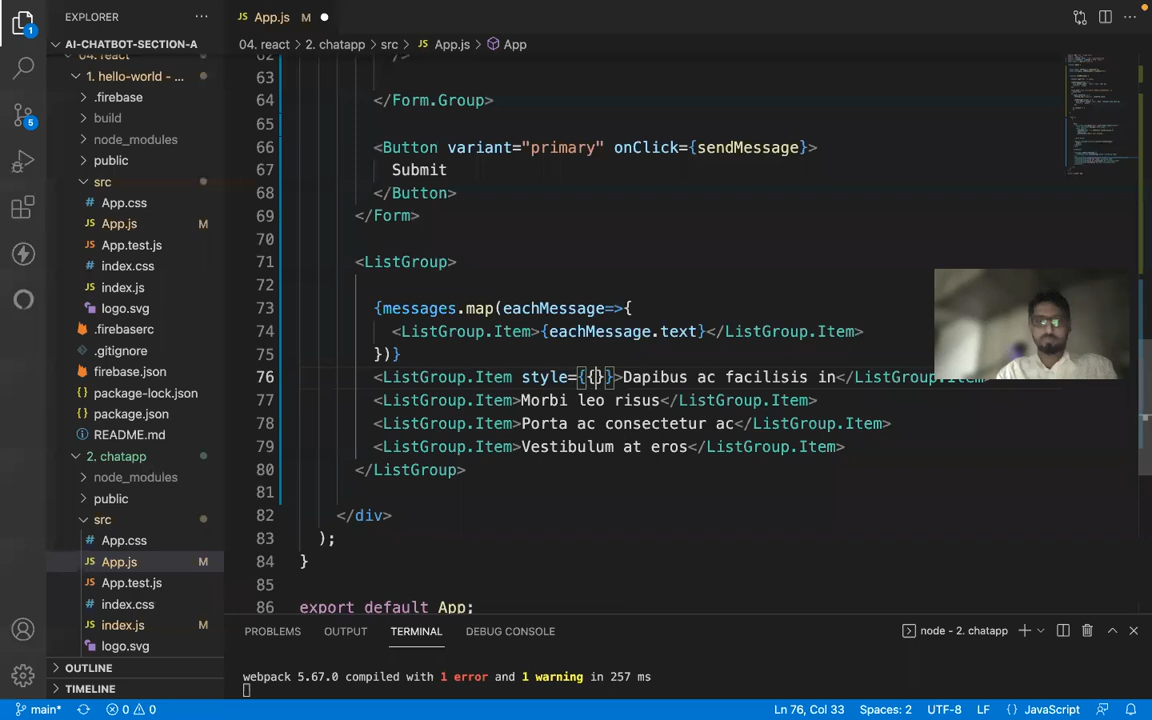 EXPLORER
AI-CHATBOT-SECTION-A
04. react
1. hello-world - ...
.firebase
build
node_modules
public
src
App.css
App.js M
App.test.js
index.css
index.js
logo.svg
.firebaserc
.gitignore
firebase.json
package-lock.json
package.json
README.md
2. chatapp
node_modules
public
src
App.css
App.js M
App.test.js
index.css
index.js M
logo.svg
OUTLINE
TIMELINE
1
5
JS App.js M
04. react > 2. chatapp > src > JS App.js > App
62 />
63
64 </Form.Group>
65
66 <Button variant="primary" onClick={sendMessage}>
67 Submit
68 </Button>
69 </Form>
70
71 <ListGroup>
72
73 {messages.map(eachMessage=>{
74 <ListGroup.Item>{eachMessage.text}</ListGroup.Item>
75 })}
76 <ListGroup.Item style={{}}>Dapibus ac facilisis in</ListGroup.Item>
77 <ListGroup.Item>Morbi leo risus</ListGroup.Item>
78 <ListGroup.Item>Porta ac consectetur ac</ListGroup.Item>
79 <ListGroup.Item>Vestibulum at eros</ListGroup.Item>
80 </ListGroup>
81
82 </div>
83 );
84 }
85
86 export default App;
PROBLEMS OUTPUT TERMINAL DEBUG CONSOLE
node - 2. chatapp
webpack 5.67.0 compiled with 1 error and 1 warning in 257 ms
main* 0 0 Ln 76, Col 33 Spaces: 2 UTF-8 LF {} JavaScript